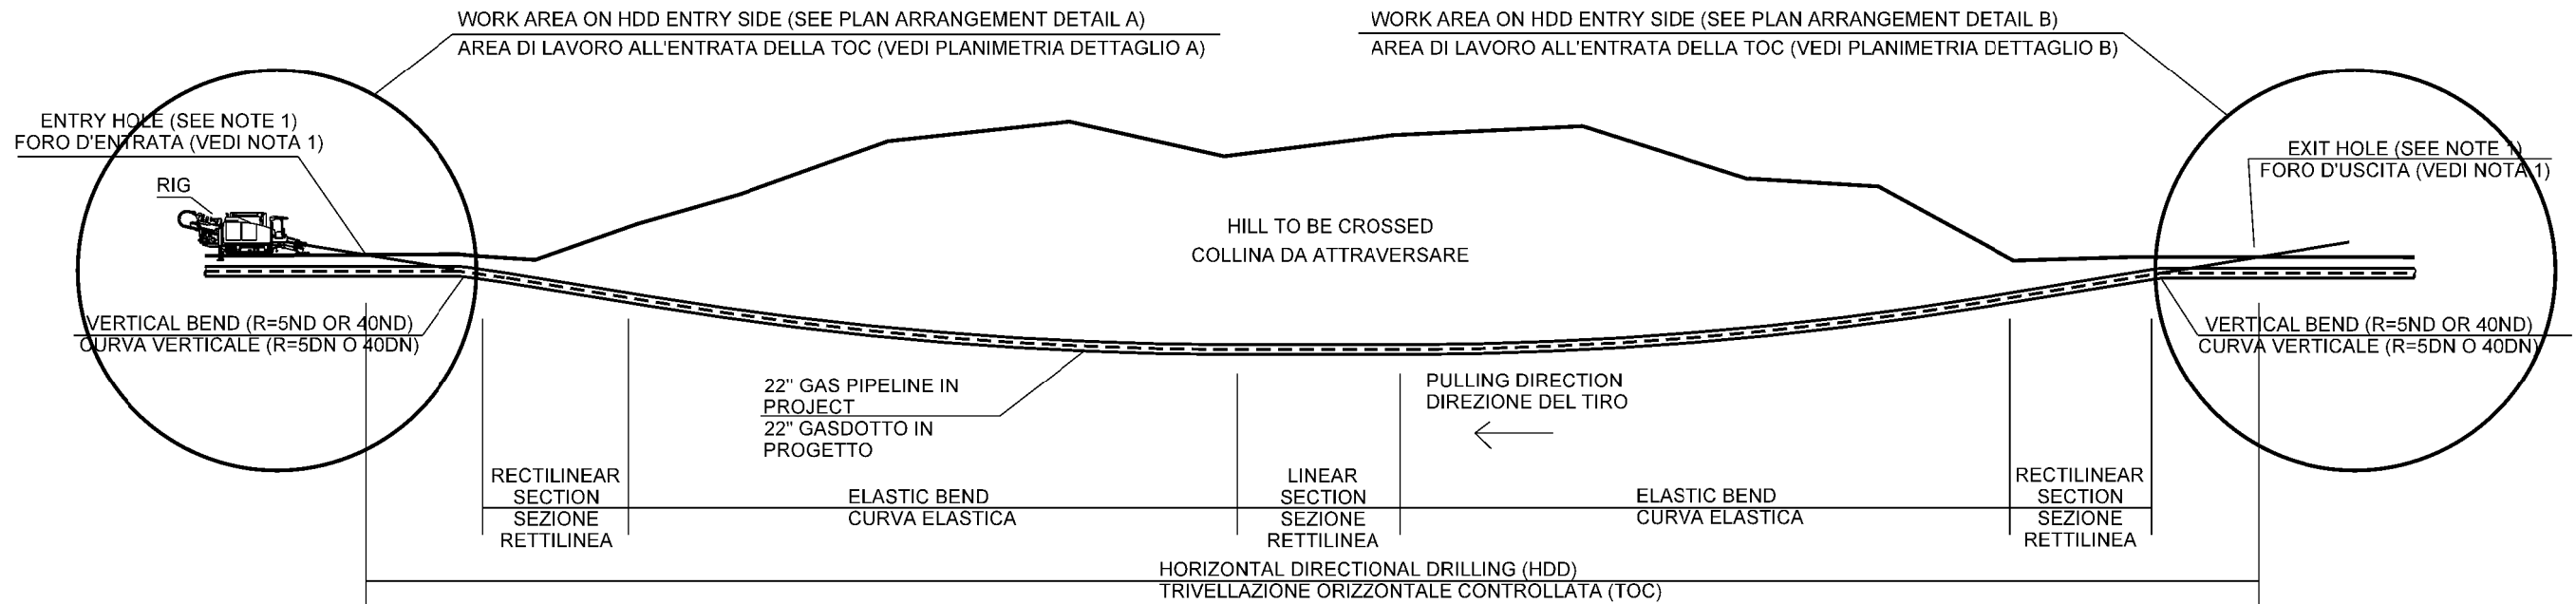 WORK AREA ON HDD ENTRY SIDE (SEE PLAN ARRANGEMENT DETAIL A)
AREA DI LAVORO ALL'ENTRATA DELLA TOC (VEDI PLANIMETRIA DETTAGLIO A)
WORK AREA ON HDD ENTRY SIDE (SEE PLAN ARRANGEMENT DETAIL B)
AREA DI LAVORO ALL'ENTRATA DELLA TOC (VEDI PLANIMETRIA DETTAGLIO B)
ENTRY HOLE (SEE NOTE 1)
FORO D'ENTRATA (VEDI NOTA 1)
RIG
EXIT HOLE (SEE NOTE 1)
FORO D'USCITA (VEDI NOTA 1)
HILL TO BE CROSSED
COLLINA DA ATTRAVERSARE
VERTICAL BEND (R=5ND OR 40ND)
CURVA VERTICALE (R=5DN O 40DN)
VERTICAL BEND (R=5ND OR 40ND)
CURVA VERTICALE (R=5DN O 40DN)
22" GAS PIPELINE IN
PROJECT
22" GASDOTTO IN
PROGETTO
PULLING DIRECTION
DIREZIONE DEL TIRO
RECTILINEAR
SECTION
SEZIONE
RETTILINEA
ELASTIC BEND
CURVA ELASTICA
LINEAR
SECTION
SEZIONE
RETTILINEA
ELASTIC BEND
CURVA ELASTICA
RECTILINEAR
SECTION
SEZIONE
RETTILINEA
HORIZONTAL DIRECTIONAL DRILLING (HDD)
TRIVELLAZIONE ORIZZONTALE CONTROLLATA (TOC)